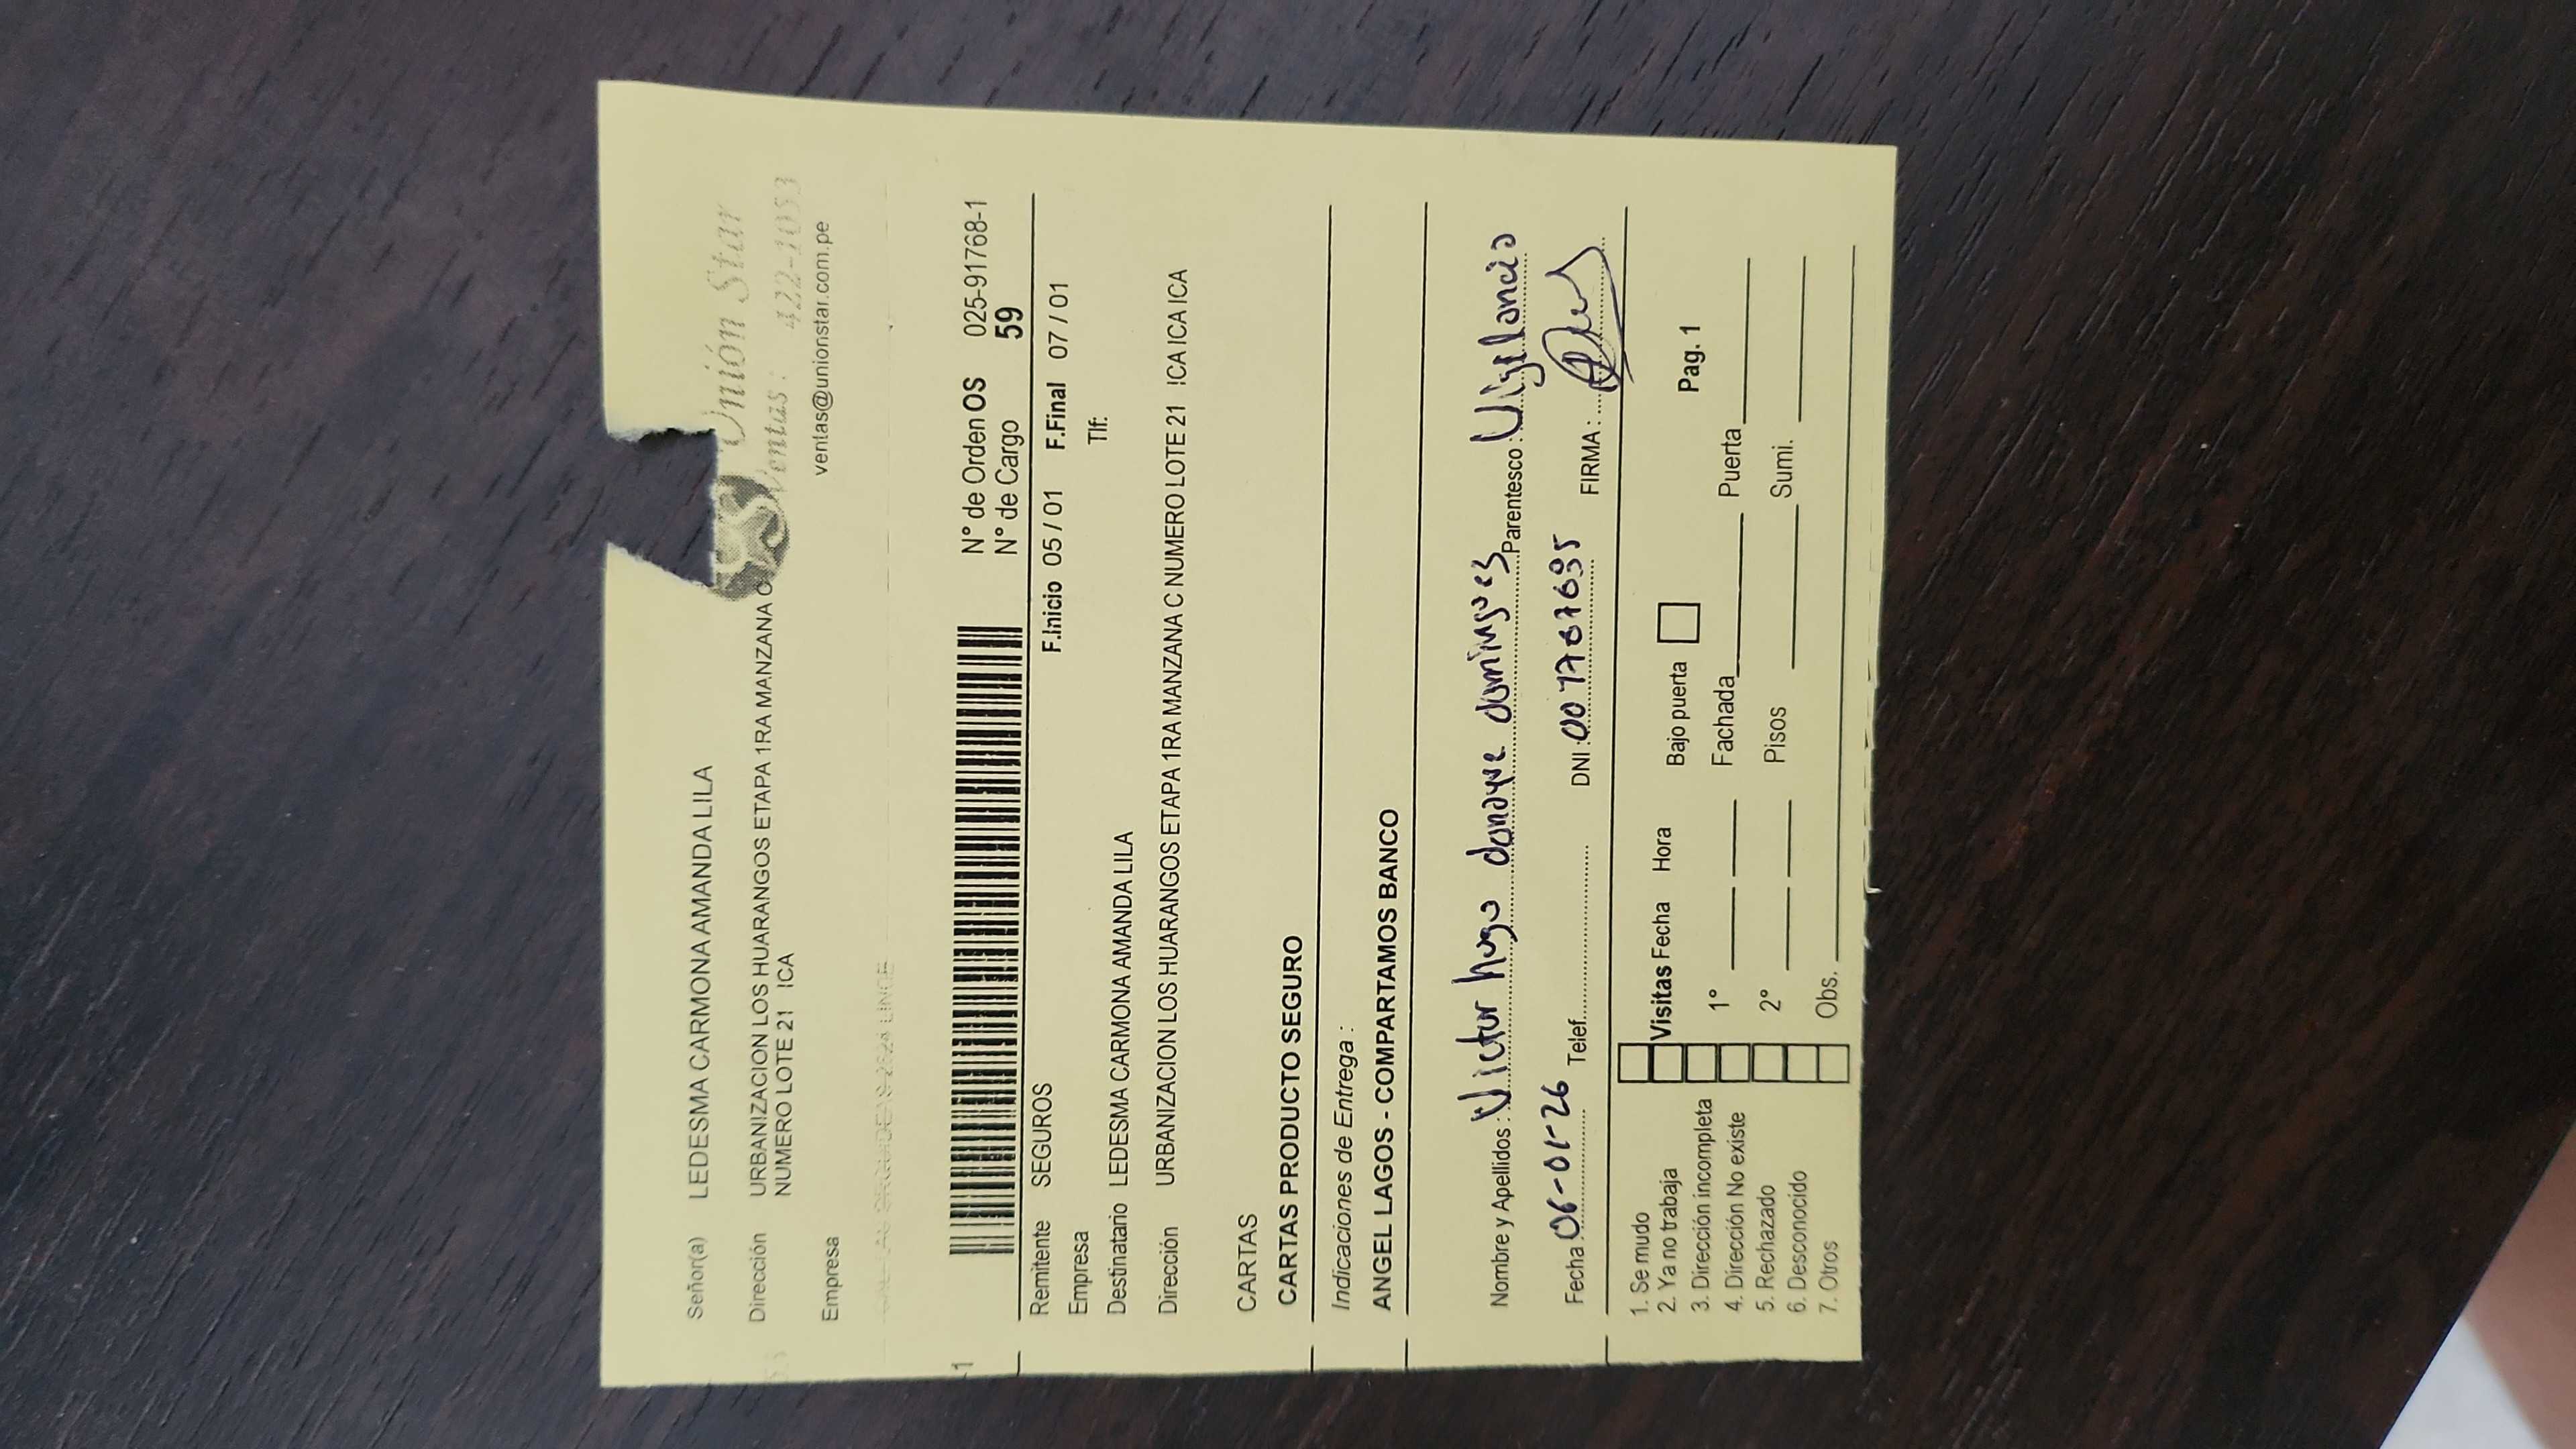 Unión Star
Ventas : 422-1053
ventas@unionstar.com.pe
Señor(a) LEDESMA CARMONA AMANDA LILA
Dirección URBANIZACION LOS HUARANGOS ETAPA 1RA MANZANA C
NUMERO LOTE 21 ICA
Empresa
LINCE
N° de Orden OS 025-91768-1
N° de Cargo 59
Remitente SEGUROS F.Inicio 05 / 01 F.Final 07 / 01
Empresa Tlf:
Destinatario LEDESMA CARMONA AMANDA LILA
Dirección URBANIZACION LOS HUARANGOS ETAPA 1RA MANZANA C NUMERO LOTE 21 ICA ICA ICA
CARTAS
CARTAS PRODUCTO SEGURO
Indicaciones de Entrega :
ANGEL LAGOS - COMPARTAMOS BANCO
Nombre y Apellidos : Victor hugo donayre dominguez Parentesco : Vigilancia
Fecha : 06-01-26 Telef. DNI : FIRMA :
1. Se mudo
2. Ya no trabaja
3. Dirección incompleta
4. Dirección No existe
5. Rechazado
6. Desconocido
7. Otros
Visitas Fecha Hora Bajo puerta Pag. 1
1° Fachada Puerta
2° Pisos Sumi.
Obs.